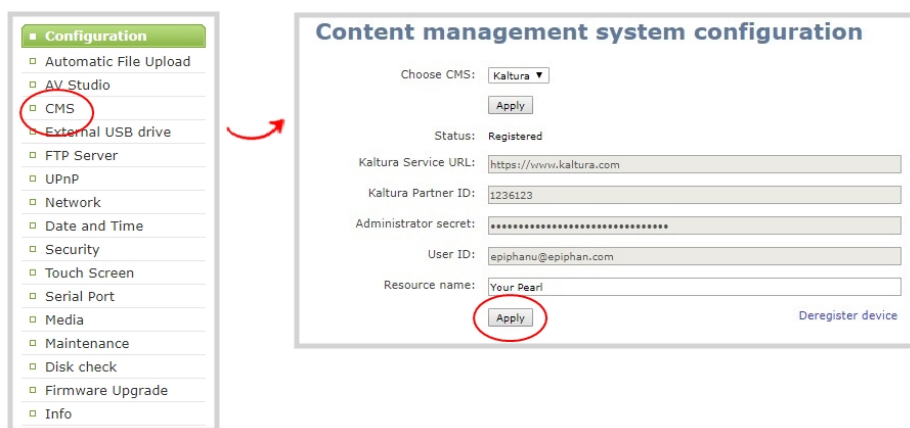 Configuration
Automatic File Upload
AV Studio
CMS
External USB drive
FTP Server
UPnP
Network
Date and Time
Security
Touch Screen
Serial Port
Media
Maintenance
Disk check
Firmware Upgrade
Info
Content management system configuration
Choose CMS: Kaltura ▼
Apply
Status: Registered
Kaltura Service URL: https://www.kaltura.com
Kaltura Partner ID: 1236123
Administrator secret: ••••••••••••••••••••••••••••••••
User ID: epiphanu@epiphan.com
Resource name: Your Pearl
Apply Deregister device